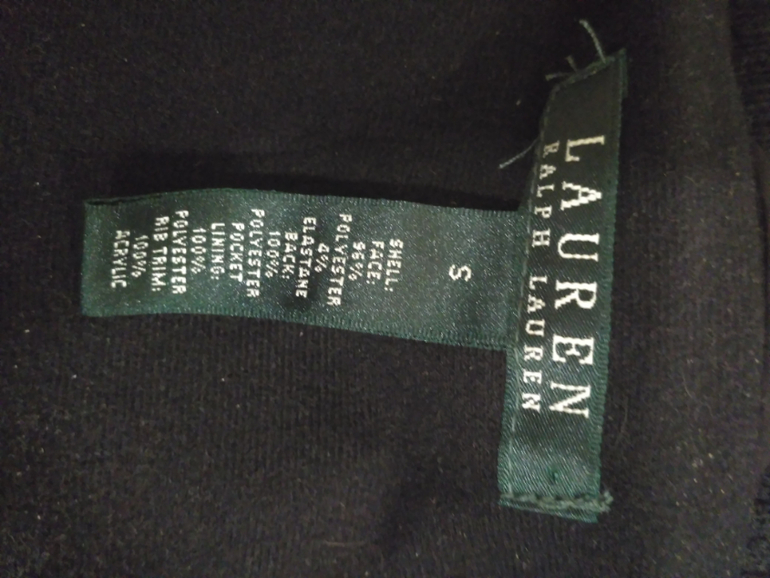 LAUREN
RALPH LAUREN
S
SHELL:
FACE:
96%
POLYESTER
4%
ELASTANE
BACK:
100%
POLYESTER
POCKET
LINING:
100%
POLYESTER
RIB TRIM:
100%
ACRYLIC